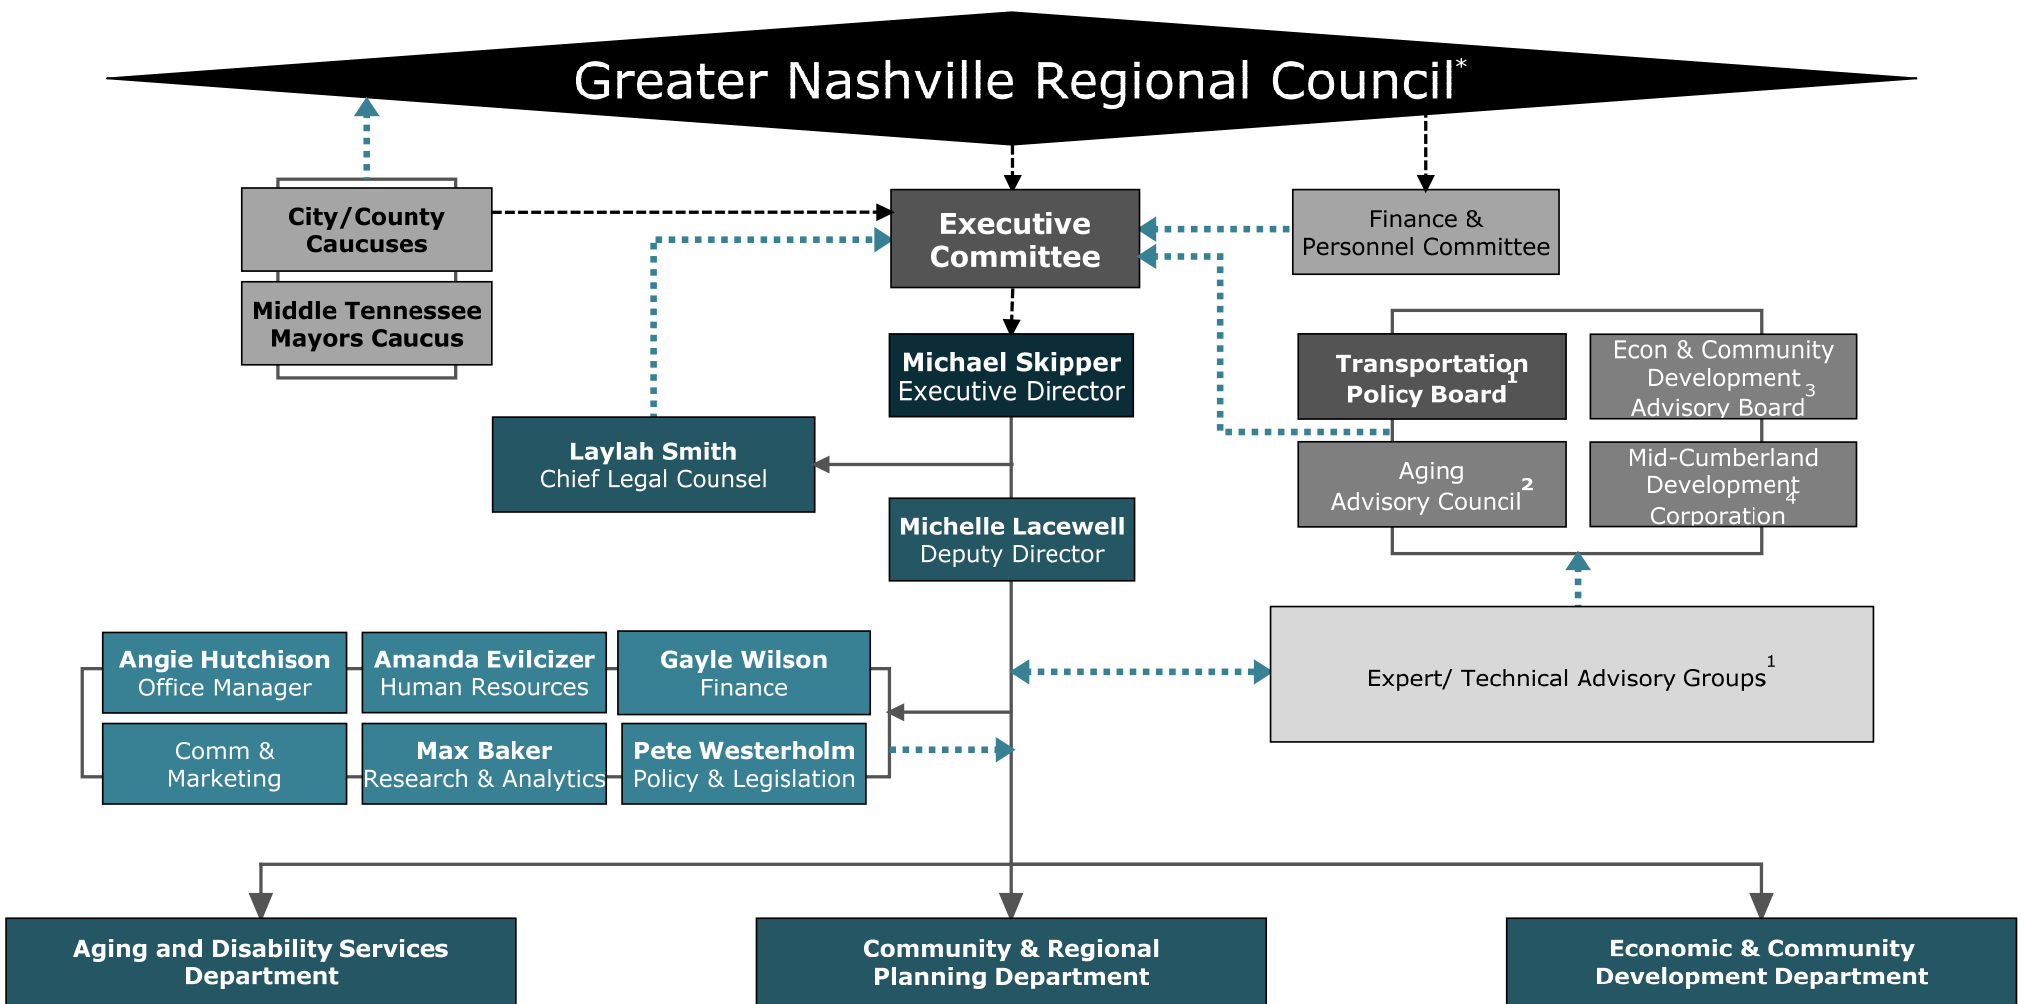 Greater Nashville Regional Council*
City/County
Caucuses
Middle Tennessee
Mayors Caucus
Executive
Committee
Finance &
Personnel Committee
Michael Skipper
Executive Director
Laylah Smith
Chief Legal Counsel
Michelle Lacewell
Deputy Director
Transportation
Policy Board1
Econ & Community
Development
Advisory Board3
Aging
Advisory Council2
Mid-Cumberland
Development
Corporation4
Angie Hutchison
Office Manager
Amanda Evilcizer
Human Resources
Gayle Wilson
Finance
Comm &
Marketing
Max Baker
Research & Analytics
Pete Westerholm
Policy & Legislation
Expert/ Technical Advisory Groups1
Aging and Disability Services
Department
Community & Regional
Planning Department
Economic & Community
Development Department